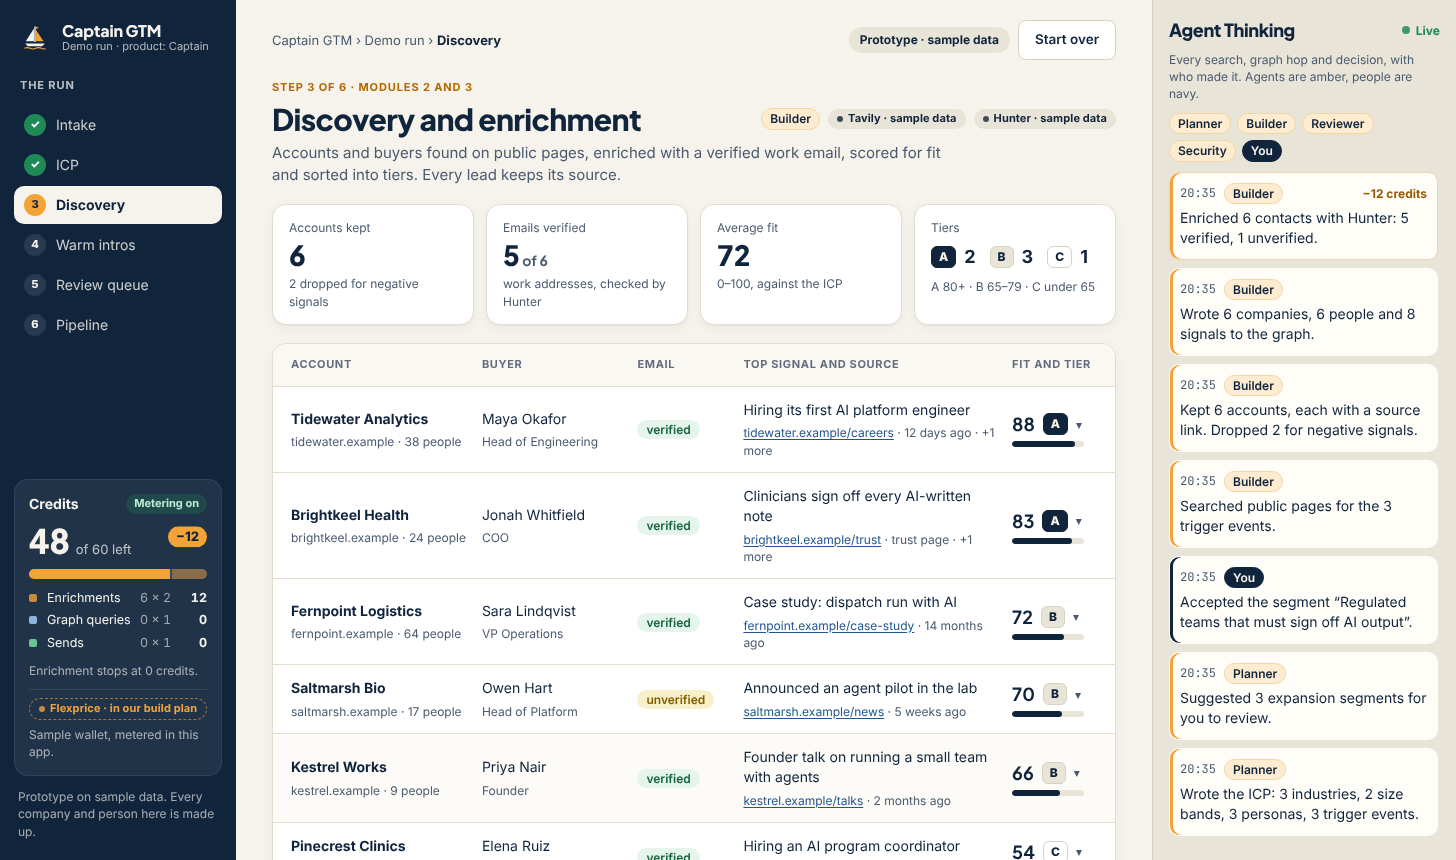 Captain GTM
Demo run · product: Captain
THE RUN
Intake
ICP
3 Discovery
4 Warm intros
5 Review queue
6 Pipeline
Credits Metering on
48 of 60 left −12
Enrichments 6 × 2 12
Graph queries 0 × 1 0
Sends 0 × 1 0
Enrichment stops at 0 credits.
Flexprice · in our build plan
Sample wallet, metered in this
app.
Prototype on sample data. Every
company and person here is made
up.
Captain GTM › Demo run › Discovery
Prototype · sample data
Start over
STEP 3 OF 6 · MODULES 2 AND 3
Discovery and enrichment
Builder Tavily · sample data Hunter · sample data
Accounts and buyers found on public pages, enriched with a verified work email, scored for fit
and sorted into tiers. Every lead keeps its source.
Accounts kept
6
2 dropped for negative
signals
Emails verified
5 of 6
work addresses, checked by
Hunter
Average fit
72
0–100, against the ICP
Tiers
A 2 B 3 C 1
A 80+ · B 65–79 · C under 65
ACCOUNT BUYER EMAIL TOP SIGNAL AND SOURCE FIT AND TIER
Tidewater Analytics
tidewater.example · 38 people
Maya Okafor
Head of Engineering
verified
Hiring its first AI platform engineer
tidewater.example/careers · 12 days ago · +1
more
88 A ▾
Brightkeel Health
brightkeel.example · 24 people
Jonah Whitfield
COO
verified
Clinicians sign off every AI-written
note
brightkeel.example/trust · trust page · +1
more
83 A ▾
Fernpoint Logistics
fernpoint.example · 64 people
Sara Lindqvist
VP Operations
verified
Case study: dispatch run with AI
fernpoint.example/case-study · 14 months
ago
72 B ▾
Saltmarsh Bio
saltmarsh.example · 17 people
Owen Hart
Head of Platform
unverified
Announced an agent pilot in the lab
saltmarsh.example/news · 5 weeks ago
70 B ▾
Kestrel Works
kestrel.example · 9 people
Priya Nair
Founder
verified
Founder talk on running a small team
with agents
kestrel.example/talks · 2 months ago
66 B ▾
Pinecrest Clinics
Elena Ruiz
verified
Hiring an AI program coordinator
54 C ▾
Agent Thinking
Live
Every search, graph hop and decision, with
who made it. Agents are amber, people are
navy.
Planner Builder Reviewer
Security You
20:35 Builder −12 credits
Enriched 6 contacts with Hunter: 5
verified, 1 unverified.
20:35 Builder
Wrote 6 companies, 6 people and 8
signals to the graph.
20:35 Builder
Kept 6 accounts, each with a source
link. Dropped 2 for negative signals.
20:35 Builder
Searched public pages for the 3
trigger events.
20:35 You
Accepted the segment “Regulated
teams that must sign off AI output”.
20:35 Planner
Suggested 3 expansion segments for
you to review.
20:35 Planner
Wrote the ICP: 3 industries, 2 size
bands, 3 personas, 3 trigger events.